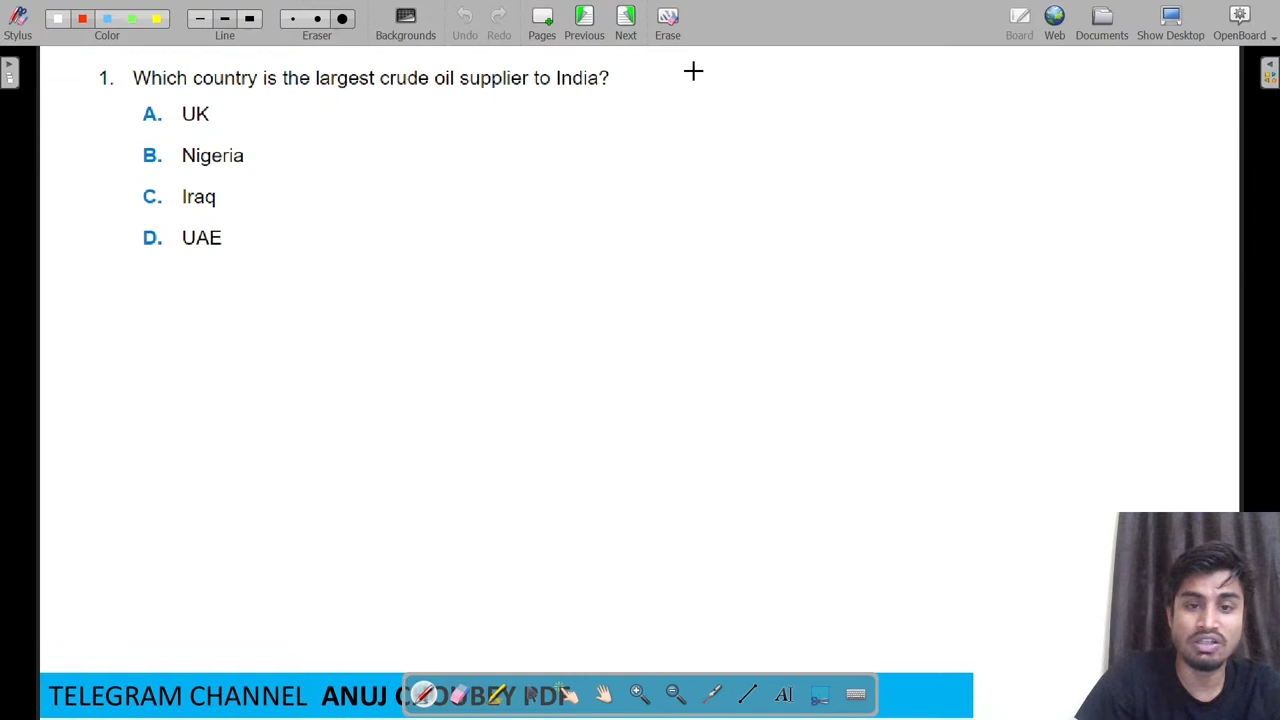 Stylus
Color
Line
Eraser
Backgrounds
Undo
Redo
Pages
Previous
Next
Erase
Board
Web
Documents
Show Desktop
OpenBoard
1. Which country is the largest crude oil supplier to India?
A. UK
B. Nigeria
C. Iraq
D. UAE
TELEGRAM CHANNEL ANUJ
AI